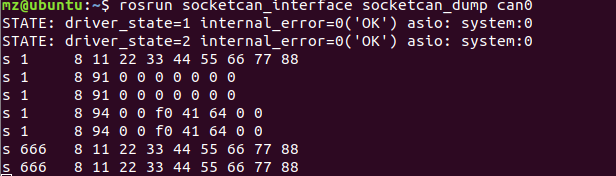 mz@ubuntu:~$ rosrun socketcan_interface socketcan_dump can0
STATE: driver_state=1 internal_error=0('OK') asio: system:0
STATE: driver_state=2 internal_error=0('OK') asio: system:0
s 1     8 11 22 33 44 55 66 77 88
s 1     8 91 0 0 0 0 0 0 0
s 1     8 91 0 0 0 0 0 0 0
s 1     8 94 0 0 f0 41 64 0 0
s 1     8 94 0 0 f0 41 64 0 0
s 666   8 11 22 33 44 55 66 77 88
s 666   8 11 22 33 44 55 66 77 88